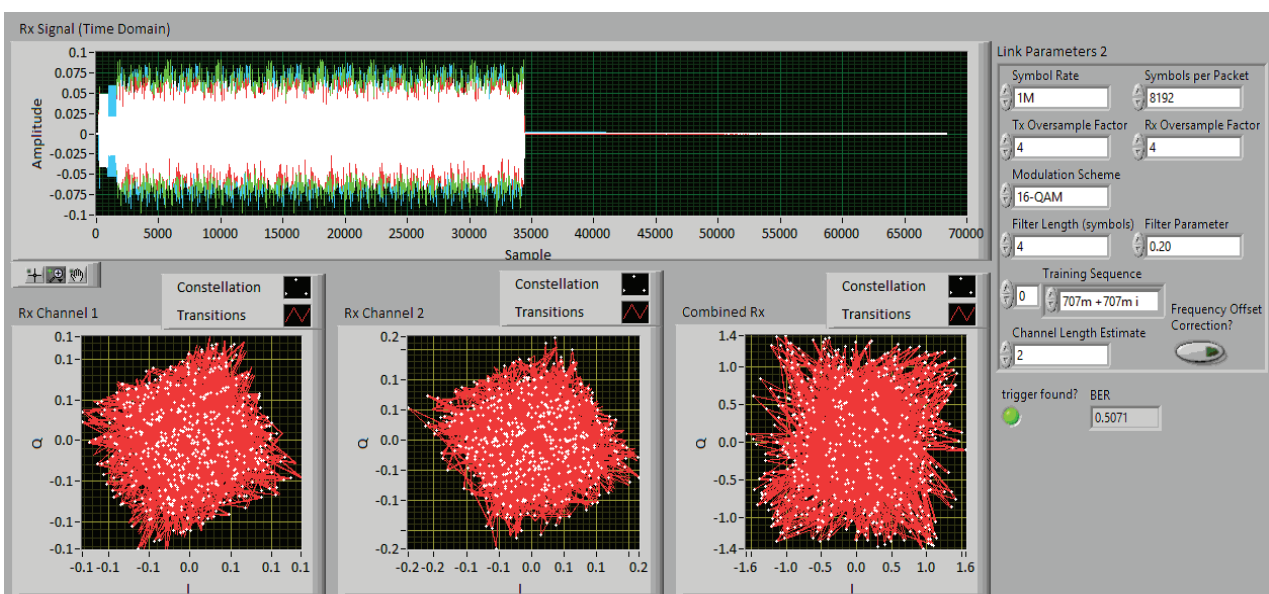 Rx Signal (Time Domain)
Amplitude
0.1
0.075
0.05
0.025
0
-0.025
-0.05
-0.075
-0.1
0 5000 10000 15000 20000 25000 30000 35000 40000 45000 50000 55000 60000 65000 70000
Sample
Link Parameters 2
Symbol Rate Symbols per Packet
1M 8192
Tx Oversample Factor Rx Oversample Factor
4 4
Modulation Scheme
16-QAM
Filter Length (symbols) Filter Parameter
4 0.20
Training Sequence
0 707m +707m i
Frequency Offset
Correction?
Channel Length Estimate
2
trigger found? BER
0.5071
Constellation
Rx Channel 1 Transitions
Q
0.1
0.1
0.1
0.0
-0.1
-0.1
-0.1
-0.1 -0.1 -0.1 0.0 0.1 0.1 0.1
Constellation
Rx Channel 2 Transitions
Q
0.2
0.1
0.1
0.0
-0.1
-0.1
-0.2
-0.2 -0.2 -0.1 -0.1 0.0 0.1 0.1 0.2
Constellation
Combined Rx Transitions
Q
1.4
1.0
0.5
0.0
-0.5
-1.0
-1.4
-1.6 -1.0 -0.5 0.0 0.5 1.0 1.6